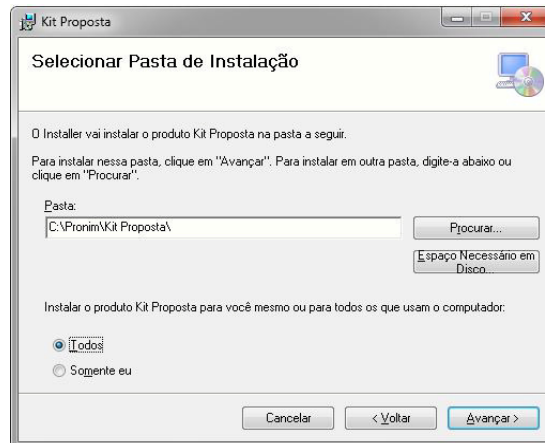 Kit Proposta
Selecionar Pasta de Instalação
O Installer vai instalar o produto Kit Proposta na pasta a seguir.
Para instalar nessa pasta, clique em "Avançar". Para instalar em outra pasta, digite-a abaixo ou
clique em "Procurar".
Pasta:
C:\Pronim\Kit Proposta\
Procurar...
Espaço Necessário em
Disco...
Instalar o produto Kit Proposta para você mesmo ou para todos os que usam o computador:
Todos
Somente eu
Cancelar
< Voltar
Avançar >